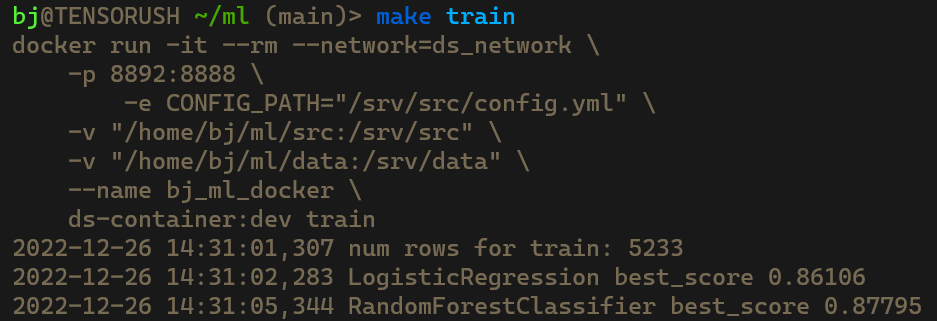 bj@TENSORUSH ~/ml (main)> make train
docker run -it --rm --network=ds_network \
    -p 8892:8888 \
        -e CONFIG_PATH="/srv/src/config.yml" \
    -v "/home/bj/ml/src:/srv/src" \
    -v "/home/bj/ml/data:/srv/data" \
    --name bj_ml_docker \
    ds-container:dev train
2022-12-26 14:31:01,307 num rows for train: 5233
2022-12-26 14:31:02,283 LogisticRegression best_score 0.86106
2022-12-26 14:31:05,344 RandomForestClassifier best_score 0.87795